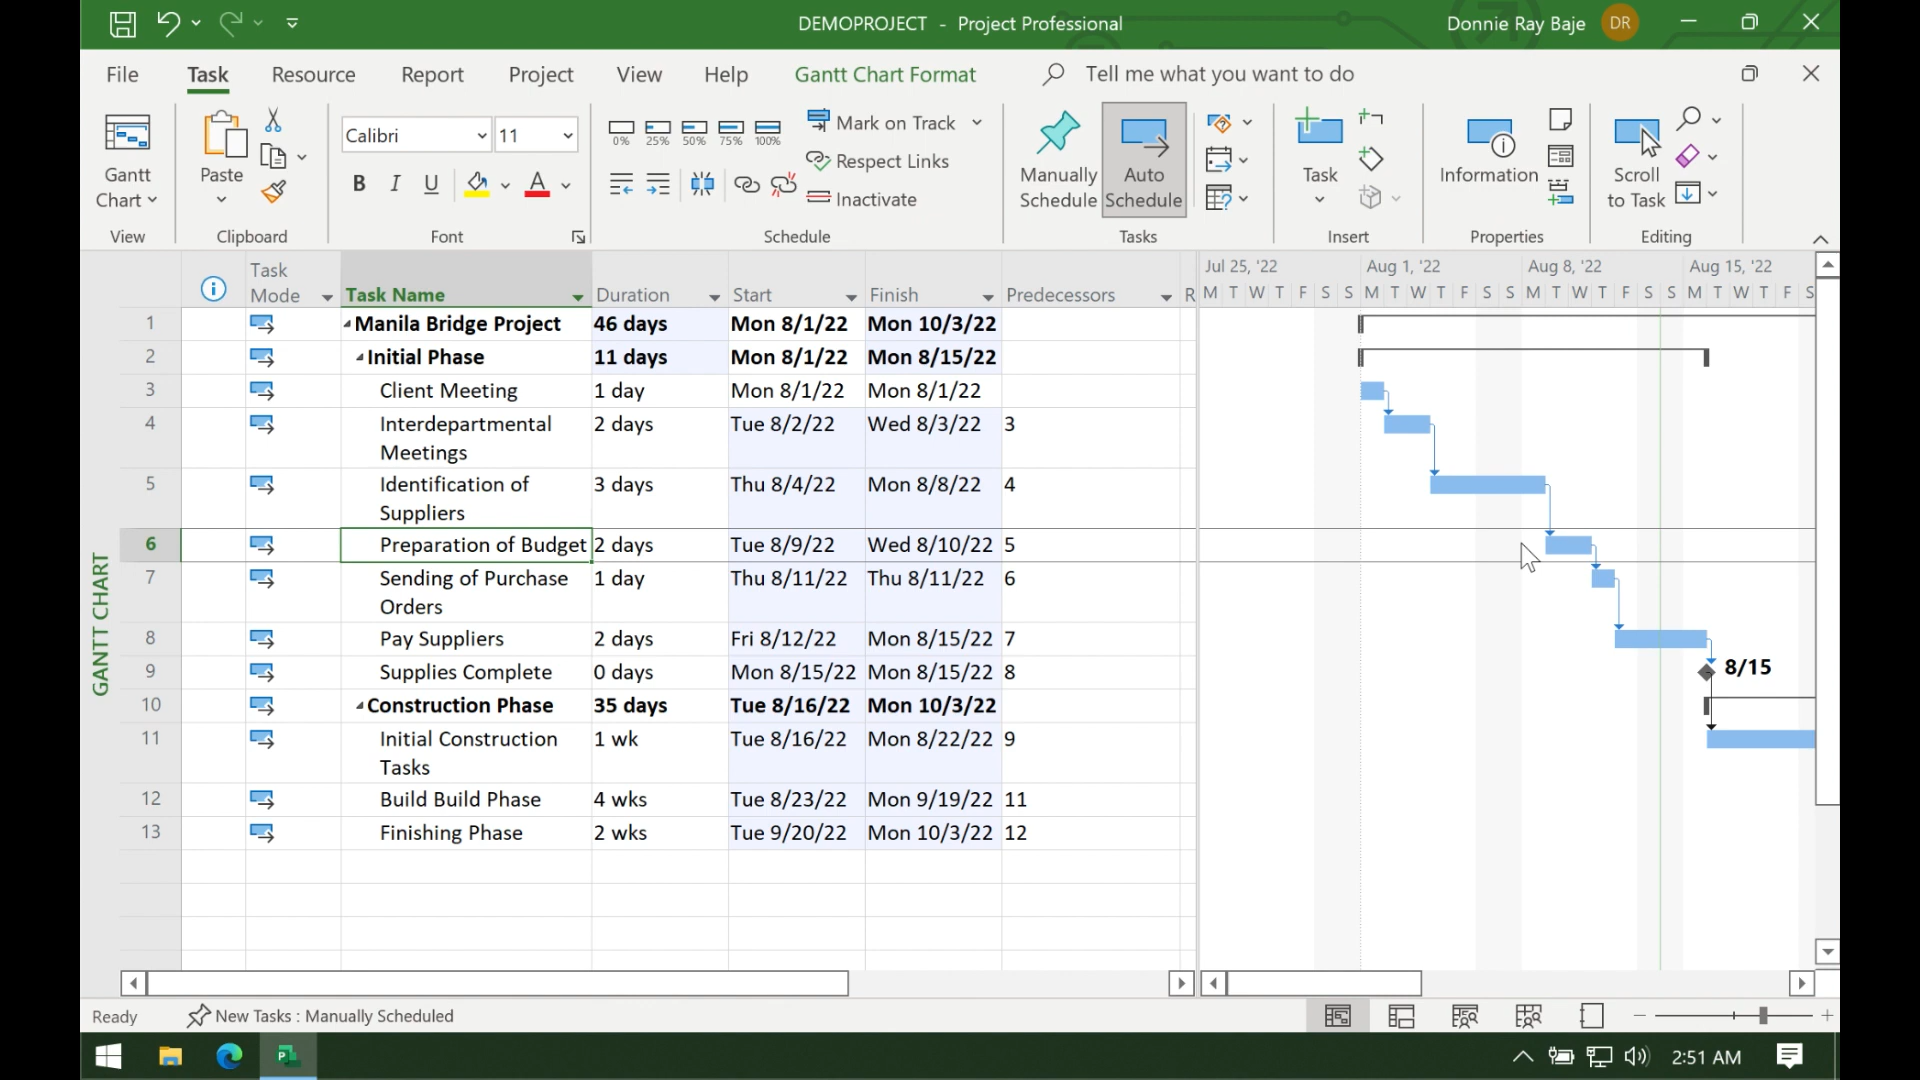 DEMOPROJECT - Project Professional
Donnie Ray Baje
DR
File
Task
Resource
Report
Project
View
Help
Gantt Chart Format
Tell me what you want to do
Gantt
Chart
View
Paste
Clipboard
Calibri
11
B
I
U
A
Font
0%
25%
50%
75%
100%
Mark on Track
Respect Links
Inactivate
Schedule
Manually
Schedule
Auto
Schedule
Tasks
Task
Insert
Information
Properties
Scroll
to Task
Editing
GANTT CHART
Task
Mode
Task Name
Duration
Start
Finish
Predecessors
R
Jul 25, '22
Aug 1, '22
Aug 8, '22
Aug 15, '22
M T W T F S S M T W T F S S M T W T F S S M T W T F S
1 Manila Bridge Project 46 days Mon 8/1/22 Mon 10/3/22
2 Initial Phase 11 days Mon 8/1/22 Mon 8/15/22
3 Client Meeting 1 day Mon 8/1/22 Mon 8/1/22
4 Interdepartmental 2 days Tue 8/2/22 Wed 8/3/22 3
Meetings
5 Identification of 3 days Thu 8/4/22 Mon 8/8/22 4
Suppliers
6 Preparation of Budget 2 days Tue 8/9/22 Wed 8/10/22 5
7 Sending of Purchase 1 day Thu 8/11/22 Thu 8/11/22 6
Orders
8 Pay Suppliers 2 days Fri 8/12/22 Mon 8/15/22 7
9 Supplies Complete 0 days Mon 8/15/22 Mon 8/15/22 8
8/15
10 Construction Phase 35 days Tue 8/16/22 Mon 10/3/22
11 Initial Construction 1 wk Tue 8/16/22 Mon 8/22/22 9
Tasks
12 Build Build Phase 4 wks Tue 8/23/22 Mon 9/19/22 11
13 Finishing Phase 2 wks Tue 9/20/22 Mon 10/3/22 12
Ready
New Tasks : Manually Scheduled
2:51 AM